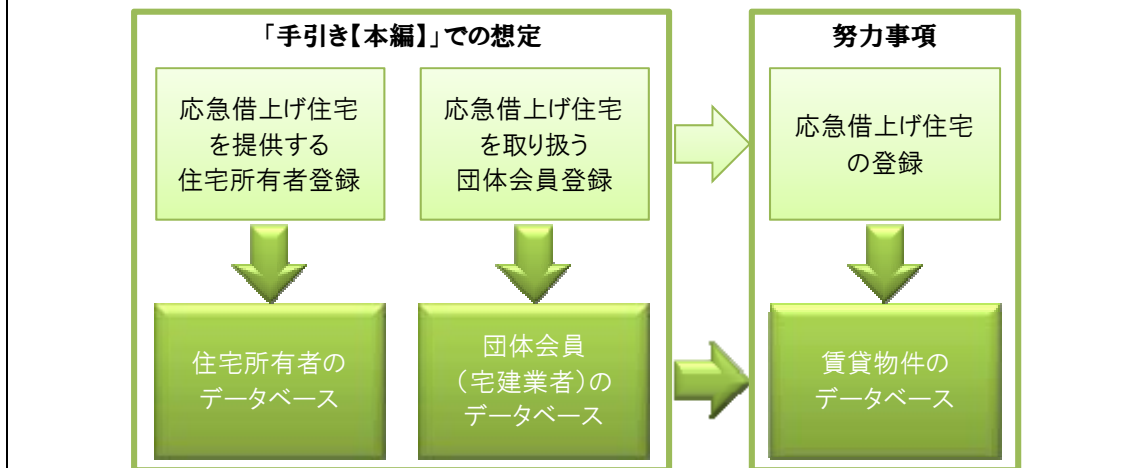 「手引き【本編】」での想定
応急借上げ住宅
を提供する
住宅所有者登録
応急借上げ住宅
を取り扱う
団体会員登録
住宅所有者の
データベース
団体会員
（宅建業者）の
データベース
努力事項
応急借上げ住宅
の登録
賃貸物件の
データベース